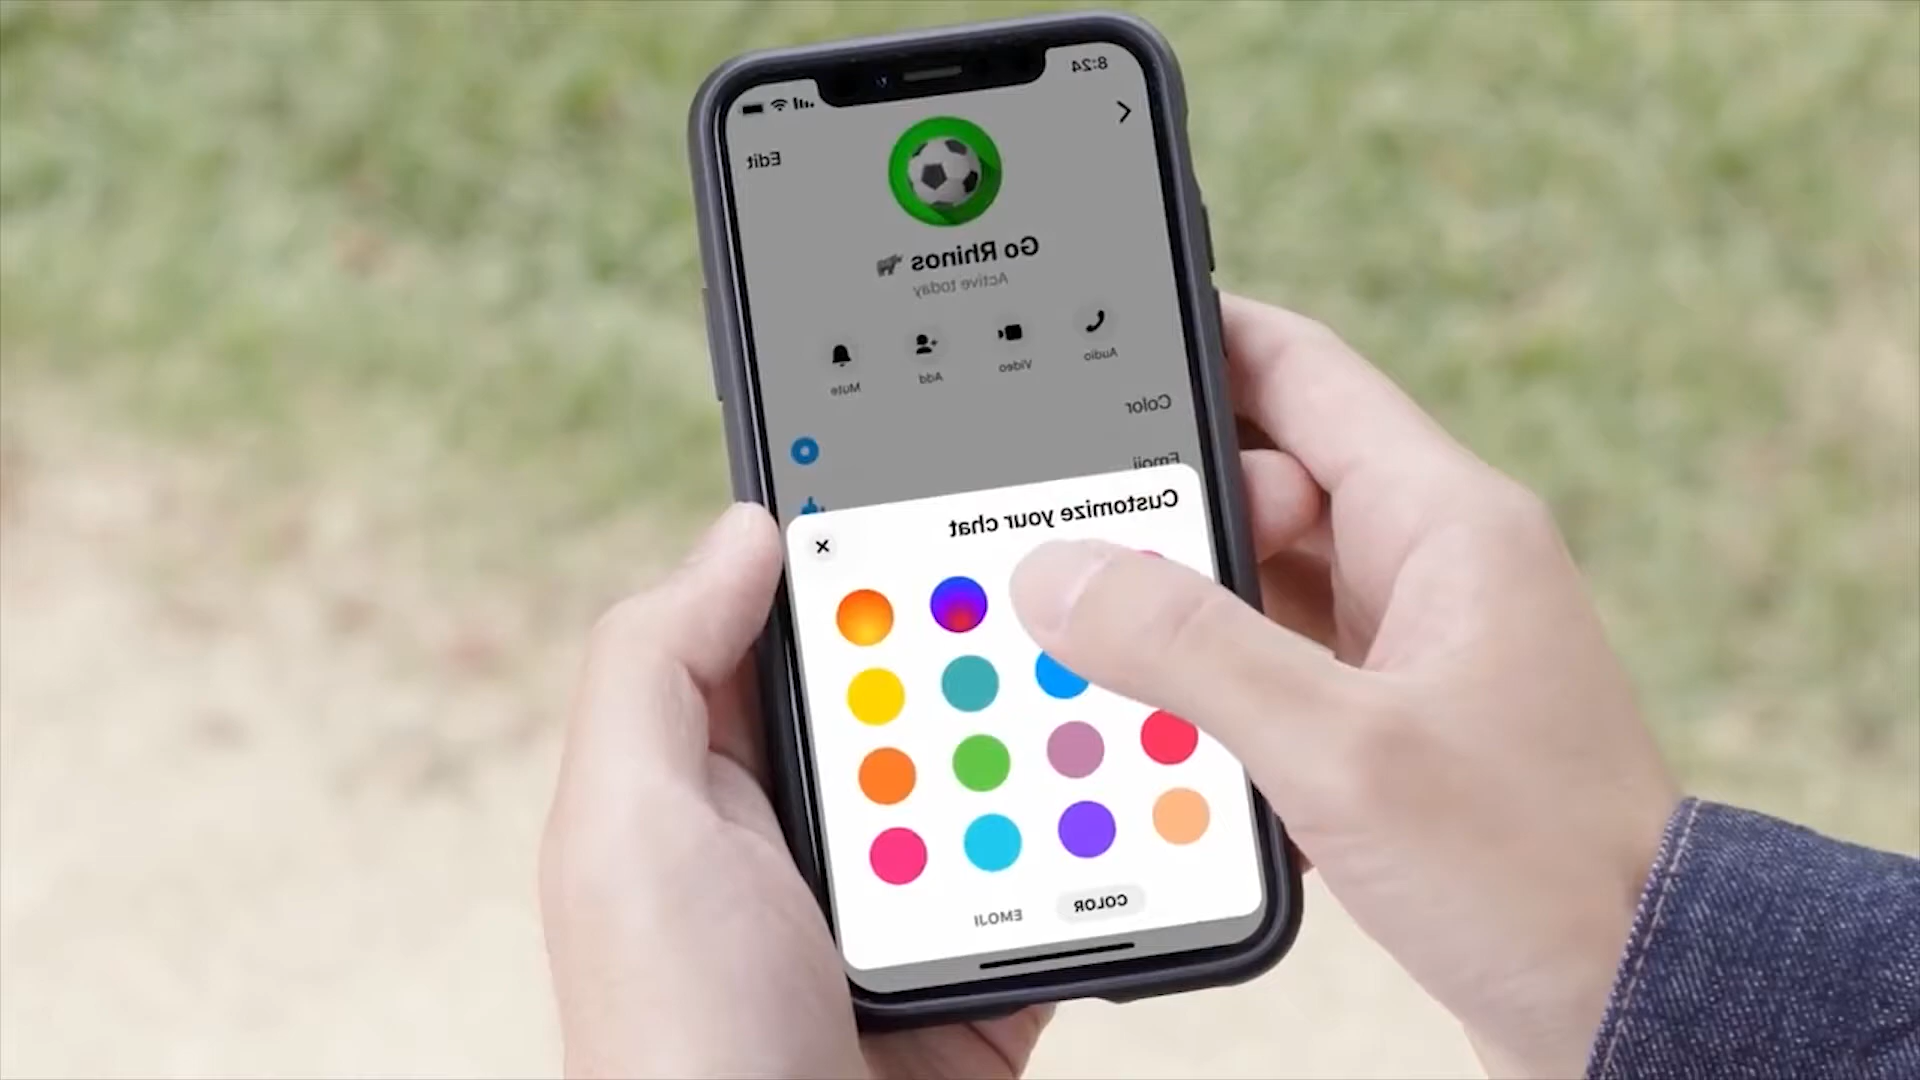 8:24
Edit
Go Rhinos
Active today
Audio Video Add Mute
Color
Emoji
Customize your chat
COLOR EMOJI